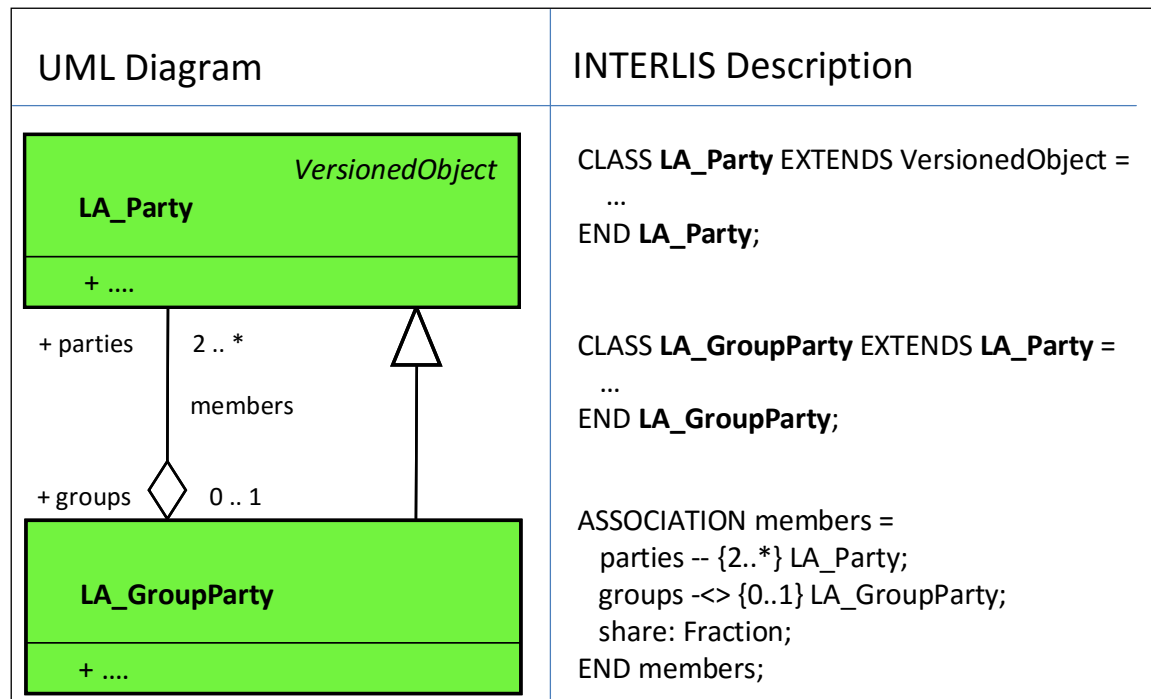 UML Diagram
VersionedObject
LA_Party
+ ....
+ parties 2 .. *
members
+ groups 0 .. 1
LA_GroupParty
+ ....
INTERLIS Description
CLASS LA_Party EXTENDS VersionedObject =
...
END LA_Party;
CLASS LA_GroupParty EXTENDS LA_Party =
...
END LA_GroupParty;
ASSOCIATION members =
parties -- {2..*} LA_Party;
groups -<> {0..1} LA_GroupParty;
share: Fraction;
END members;